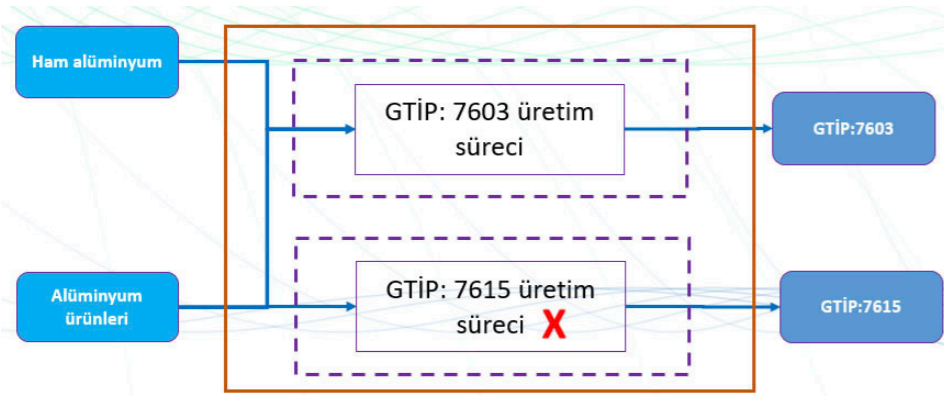 Ham alüminyum
GTİP: 7603 üretim
süreci
GTİP:7603
Alüminyum
ürünleri
GTİP: 7615 üretim
süreci X
GTİP:7615